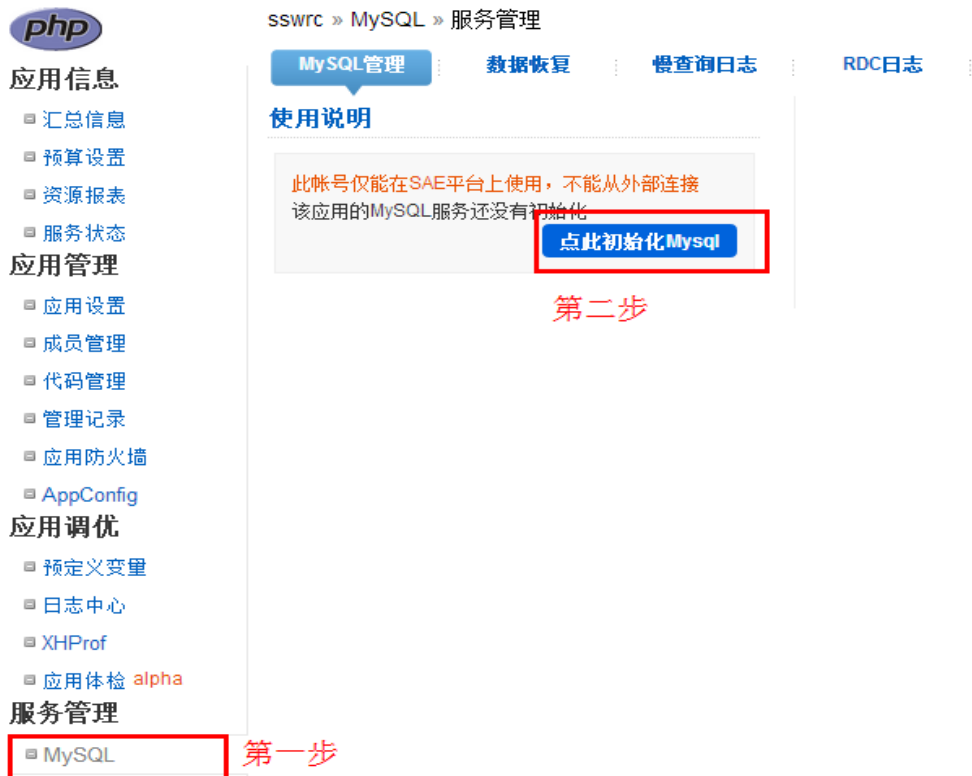 php
sswrc » MySQL » 服务管理
MySQL管理 数据恢复 慢查询日志 RDC日志
使用说明
此帐号仅能在SAE平台上使用，不能从外部连接
该应用的MySQL服务还没有初始化
点此初始化Mysql
第二步
应用信息
汇总信息
预算设置
资源报表
服务状态
应用管理
应用设置
成员管理
代码管理
管理记录
应用防火墙
AppConfig
应用调优
预定义变量
日志中心
XHProf
应用体检 alpha
服务管理
MySQL 第一步